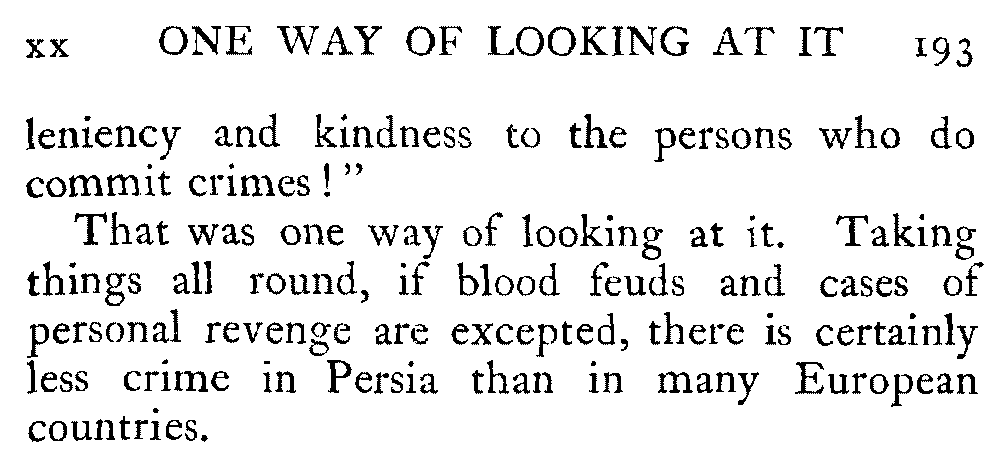 xx ONE WAY OF LOOKING AT IT 193
leniency and kindness to the persons who do
commit crimes!”
That was one way of looking at it. Taking
things all round, if blood feuds and cases of
personal revenge are excepted, there is certainly
less crime in Persia than in many European
countries.